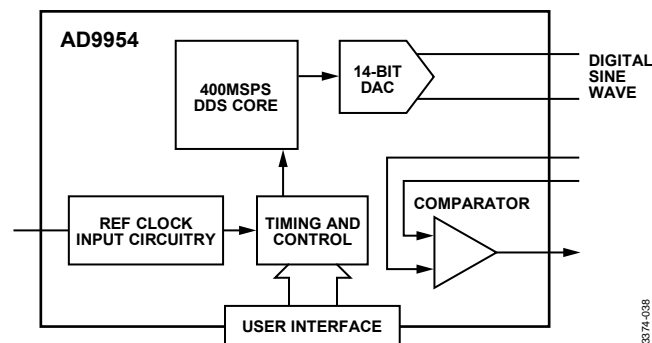 AD9954
400MSPS
DDS CORE
14-BIT
DAC
DIGITAL
SINE
WAVE
REF CLOCK
INPUT CIRCUITRY
TIMING AND
CONTROL
COMPARATOR
USER INTERFACE
3374-038